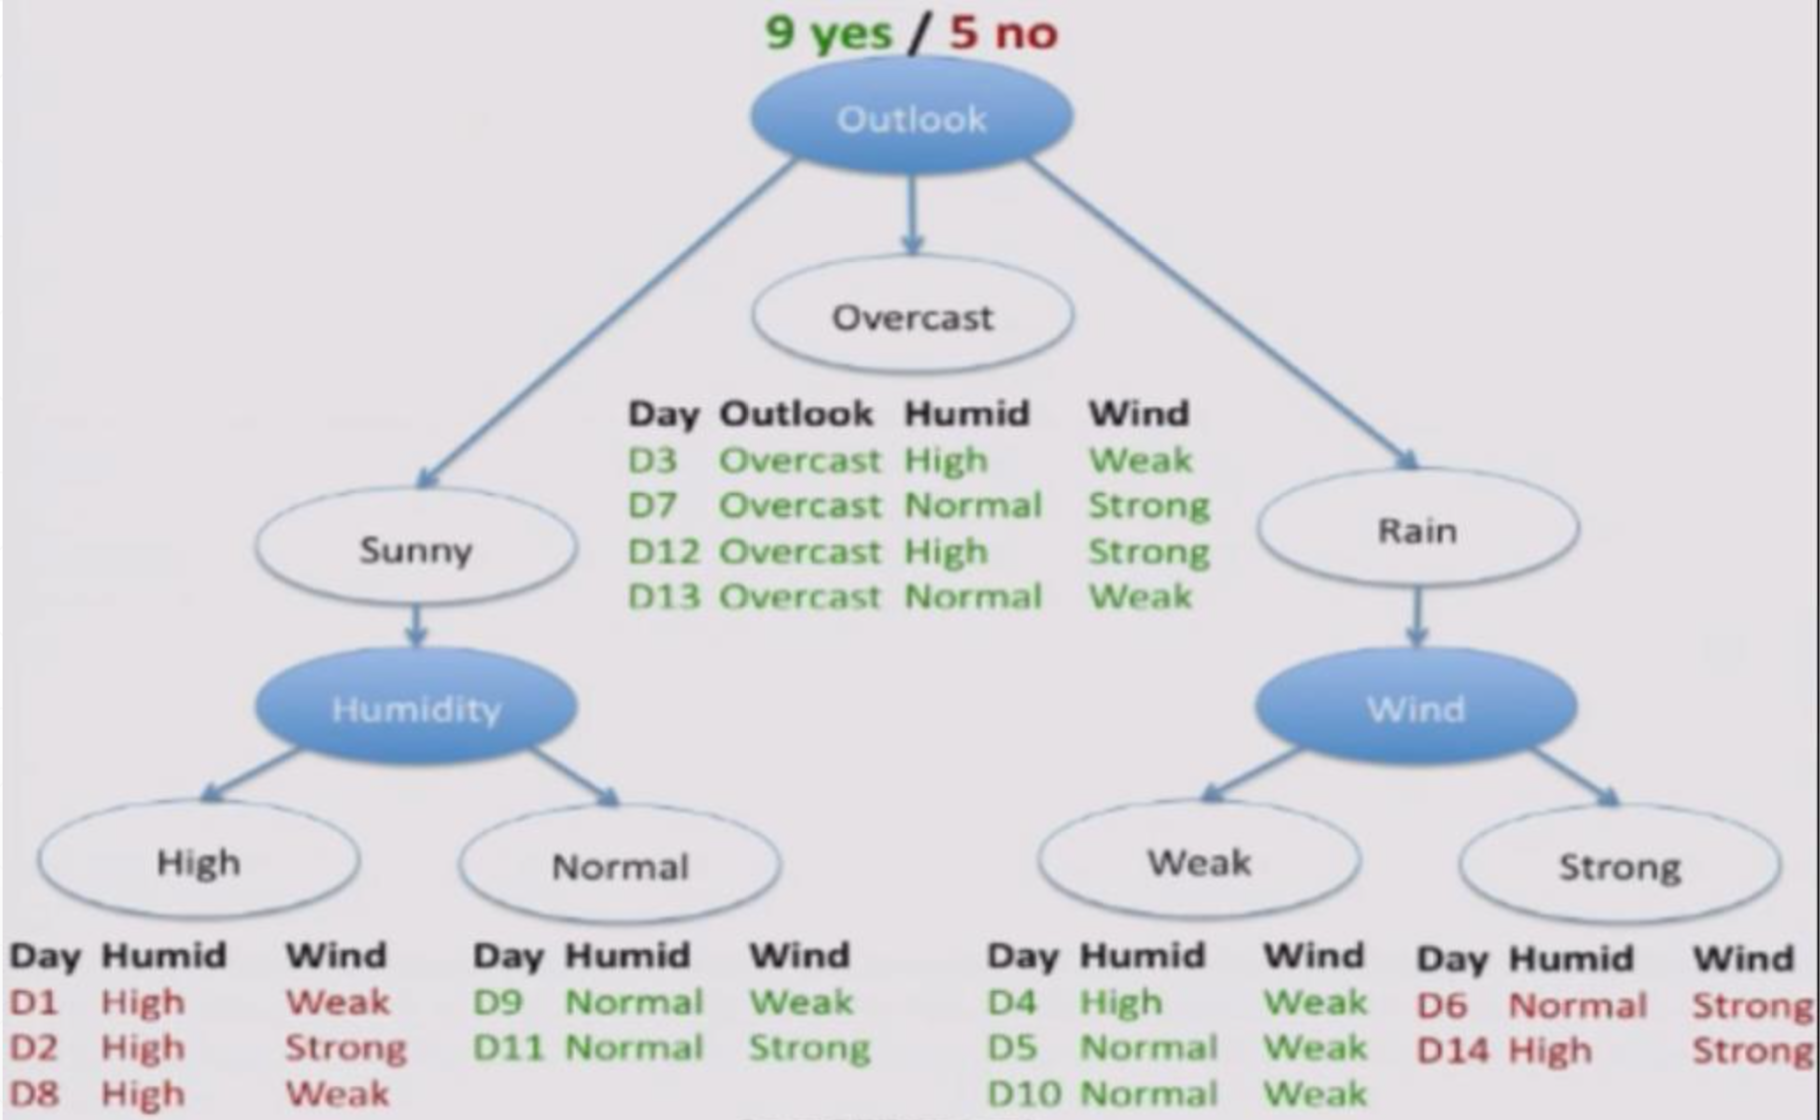 9 yes / 5 no
Outlook
Overcast
Day Outlook Humid Wind
D3 Overcast High Weak
D7 Overcast Normal Strong
D12 Overcast High Strong
D13 Overcast Normal Weak
Sunny
Rain
Humidity
Wind
High
Normal
Weak
Strong
Day Humid Wind
D1 High Weak
D2 High Strong
D8 High Weak
Day Humid Wind
D9 Normal Weak
D11 Normal Strong
Day Humid Wind
D4 High Weak
D5 Normal Weak
D10 Normal Weak
Day Humid Wind
D6 Normal Strong
D14 High Strong